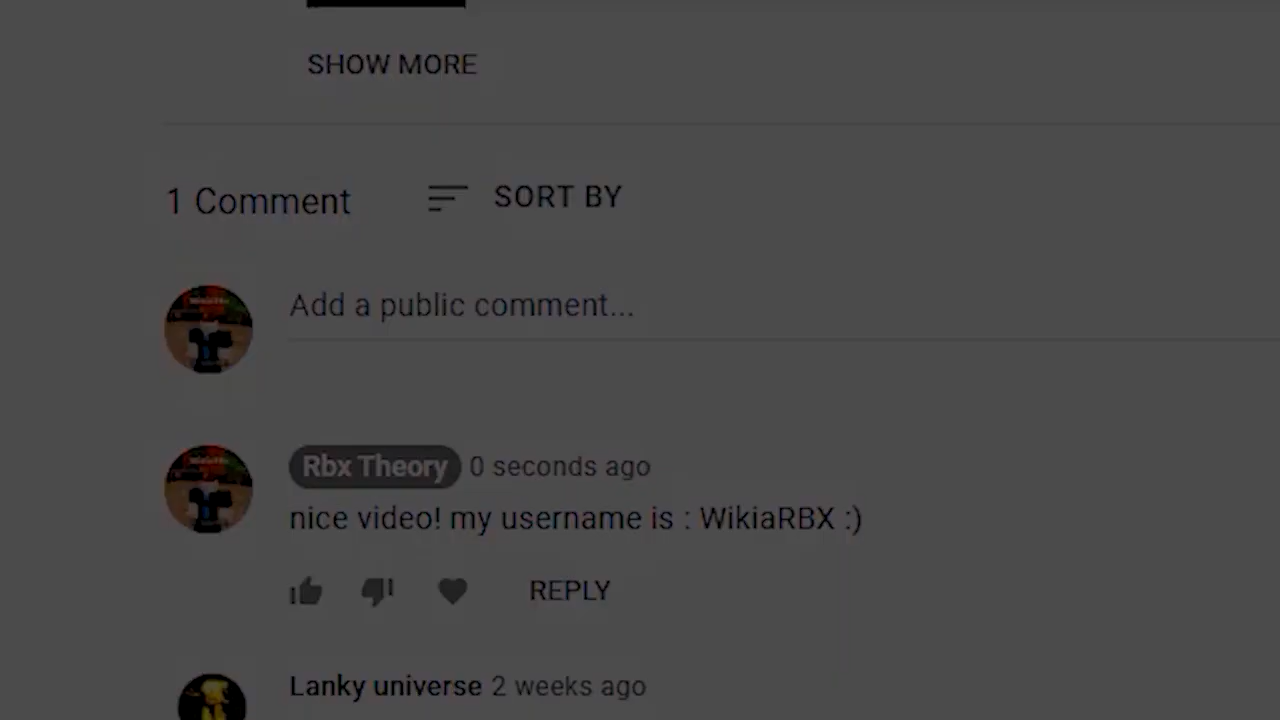 SHOW MORE
1 Comment
SORT BY
Add a public comment...
Rbx Theory 0 seconds ago
nice video! my username is : WikiaRBX :)
REPLY
Lanky universe 2 weeks ago